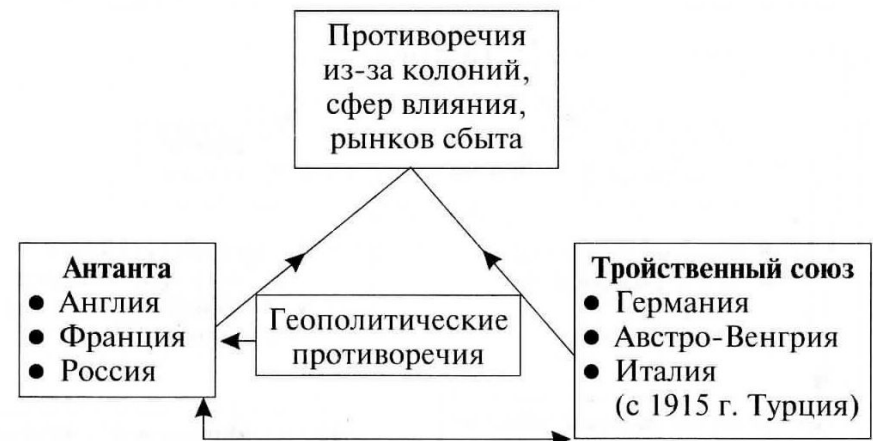 Противоречия
из-за колоний,
сфер влияния,
рынков сбыта
Антанта
● Англия
● Франция
● Россия
Геополитические
противоречия
Тройственный союз
● Германия
● Австро-Венгрия
● Италия
(с 1915 г. Турция)